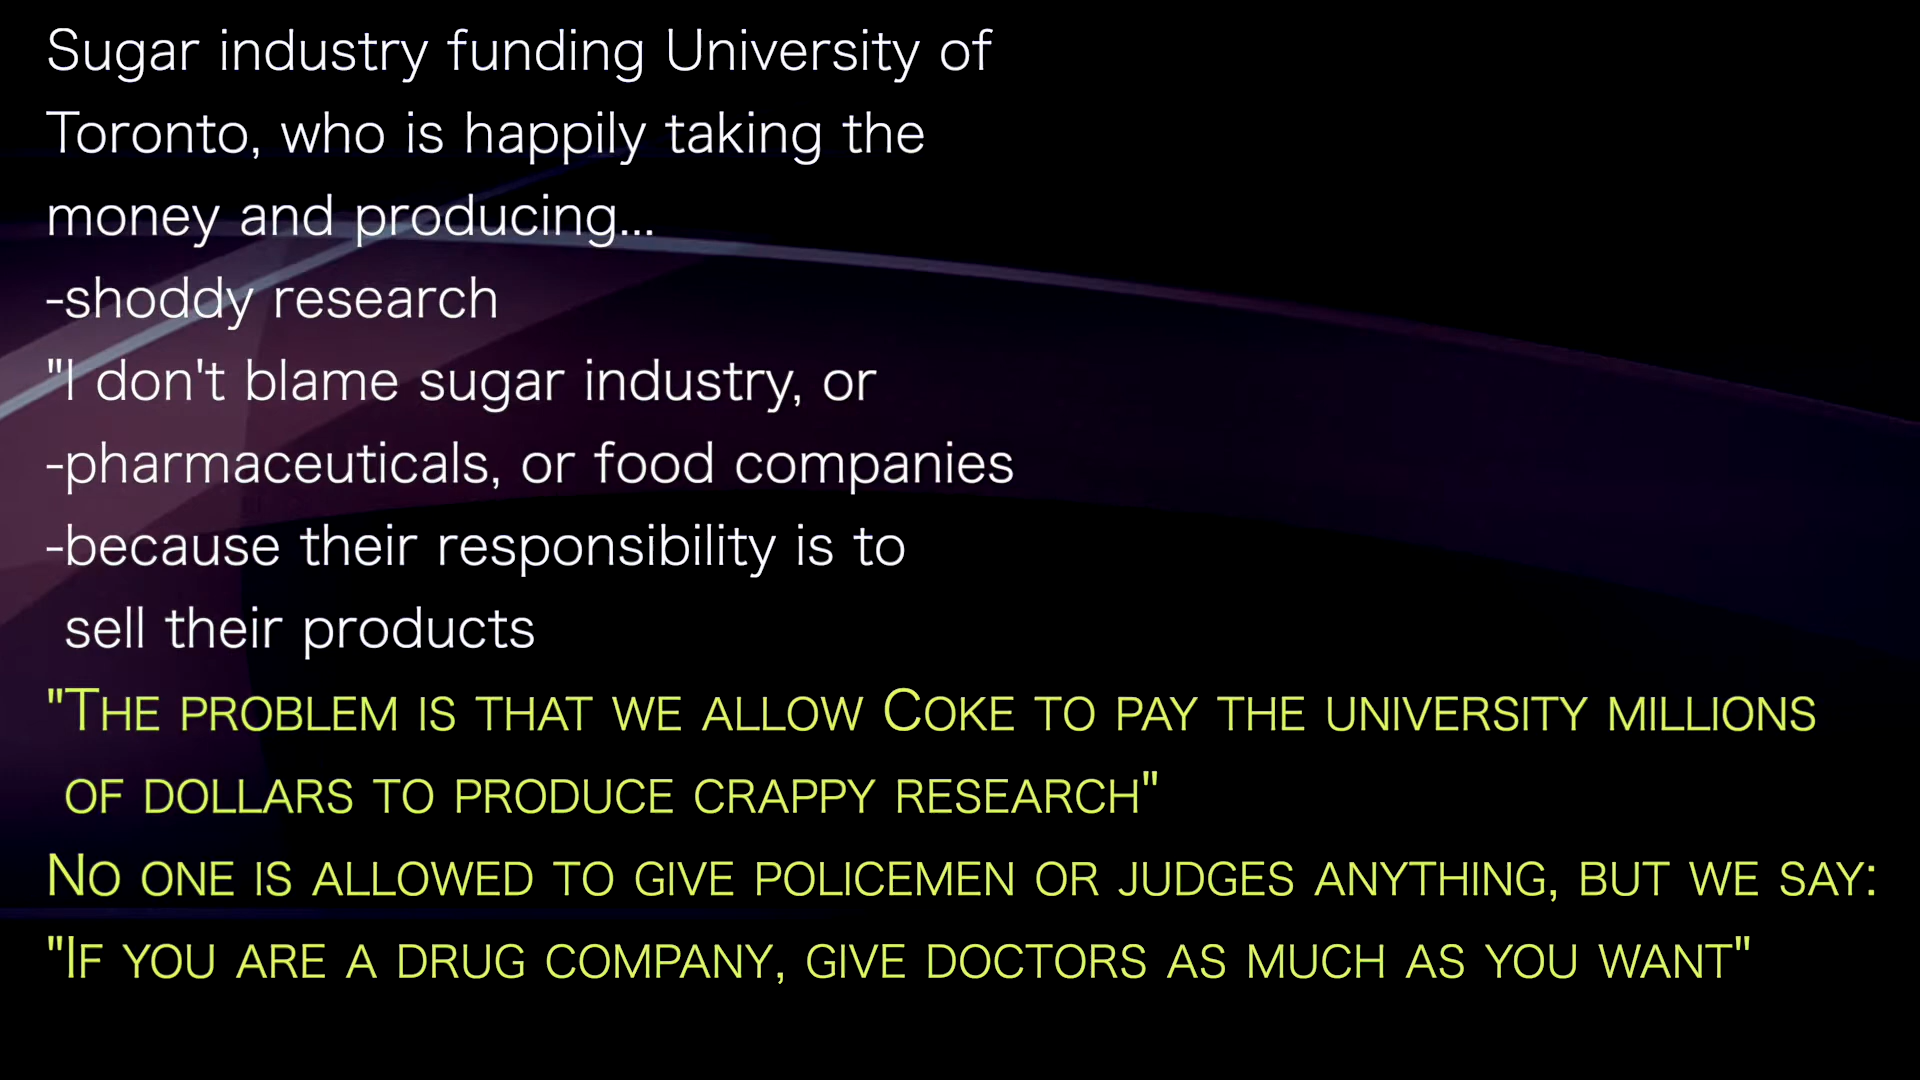 Sugar industry funding University of
Toronto, who is happily taking the
money and producing...
-shoddy research
"I don't blame sugar industry, or
-pharmaceuticals, or food companies
-because their responsibility is to
sell their products
"The problem is that we allow Coke to pay the university millions
of dollars to produce crappy research"
No one is allowed to give policemen or judges anything, but we say:
"If you are a drug company, give doctors as much as you want"